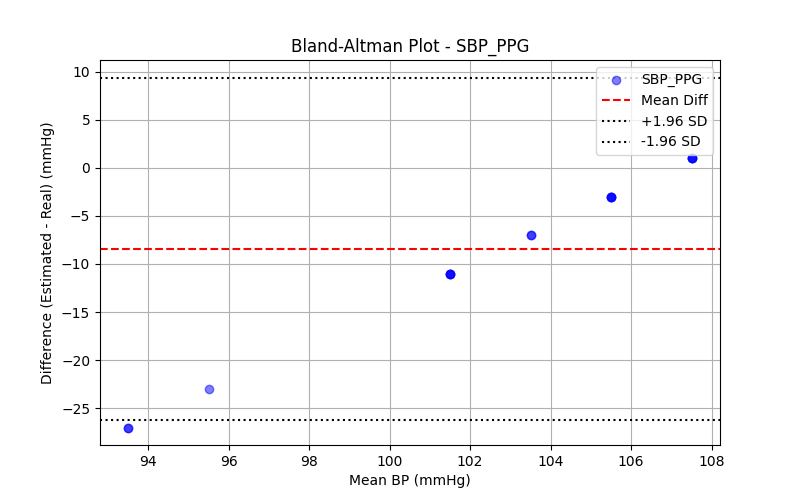 Bland-Altman Plot - SBP_PPG
Difference (Estimated - Real) (mmHg)
10
5
0
−5
−10
−15
−20
−25
SBP_PPG
Mean Diff
+1.96 SD
-1.96 SD
94
96
98
100
102
104
106
108
Mean BP (mmHg)